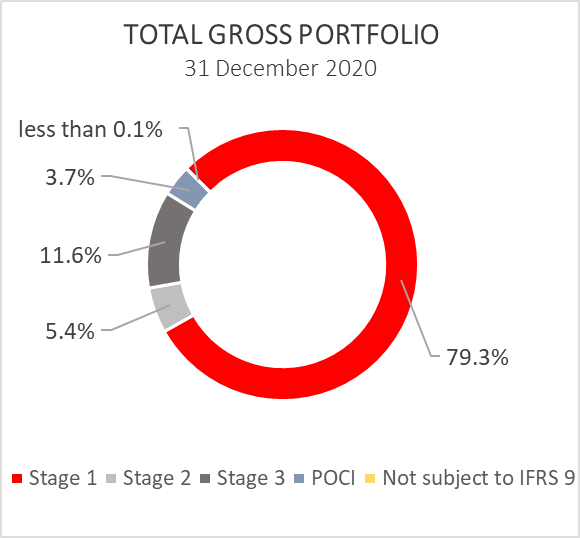 TOTAL GROSS PORTFOLIO
31 December 2020
less than 0.1%
3.7%
11.6%
5.4%
79.3%
Stage 1 Stage 2 Stage 3 POCI Not subject to IFRS 9